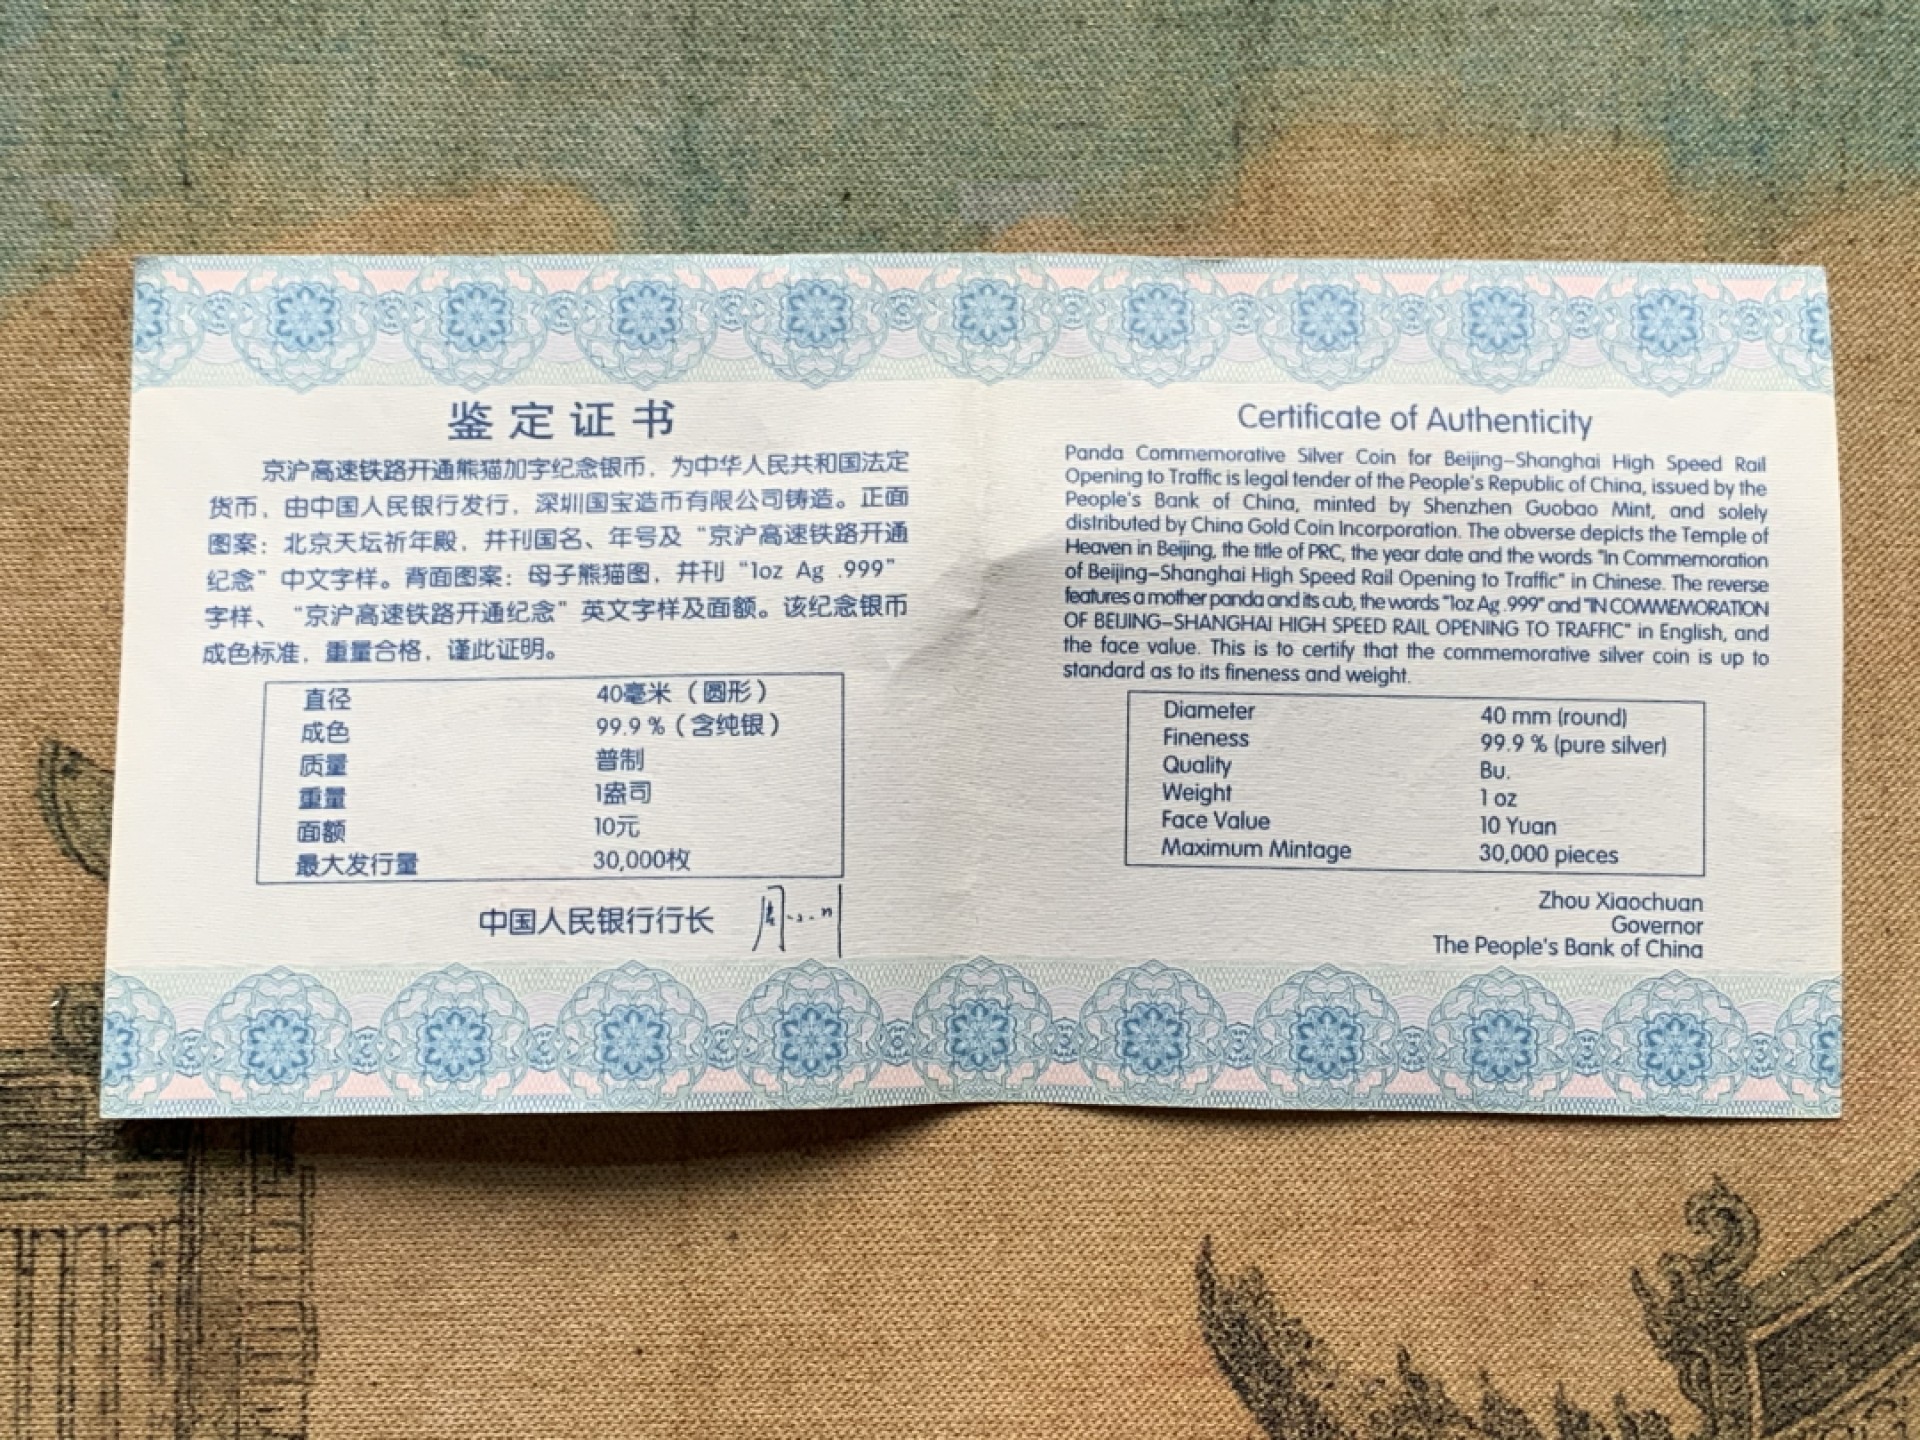 鉴定证书
京沪高速铁路开通熊猫加字纪念银币，为中华人民共和国法定
货币，由中国人民银行发行，深圳国宝造币有限公司铸造。正面
图案：北京天坛祈年殿，并刊国名、年号及“京沪高速铁路开通
纪念”中文字样。背面图案：母子熊猫图，并刊“1oz Ag .999”
字样、“京沪高速铁路开通纪念”英文字样及面额。该纪念银币
成色标准，重量合格，谨此证明。
直径 40毫米（圆形）
成色 99.9 %（含纯银）
质量 普制
重量 1盎司
面额 10元
最大发行量 30,000枚
中国人民银行行长
Certificate of Authenticity
Panda Commemorative Silver Coin for Beijing–Shanghai High Speed Rail
Opening to Traffic is legal tender of the People's Republic of China, issued by the
People's Bank of China, minted by Shenzhen Guobao Mint, and solely
distributed by China Gold Coin Incorporation. The obverse depicts the Temple of
Heaven in Beijing, the title of PRC, the year date and the words "In Commemoration
of Beijing–Shanghai High Speed Rail Opening to Traffic" in Chinese. The reverse
features a mother panda and its cub, the words "1oz Ag .999" and "IN COMMEMORATION
OF BEIJING–SHANGHAI HIGH SPEED RAIL OPENING TO TRAFFIC" in English, and
the face value. This is to certify that the commemorative silver coin is up to
standard as to its fineness and weight.
Diameter 40 mm (round)
Fineness 99.9 % (pure silver)
Quality Bu.
Weight 1 oz
Face Value 10 Yuan
Maximum Mintage 30,000 pieces
Zhou Xiaochuan
Governor
The People's Bank of China